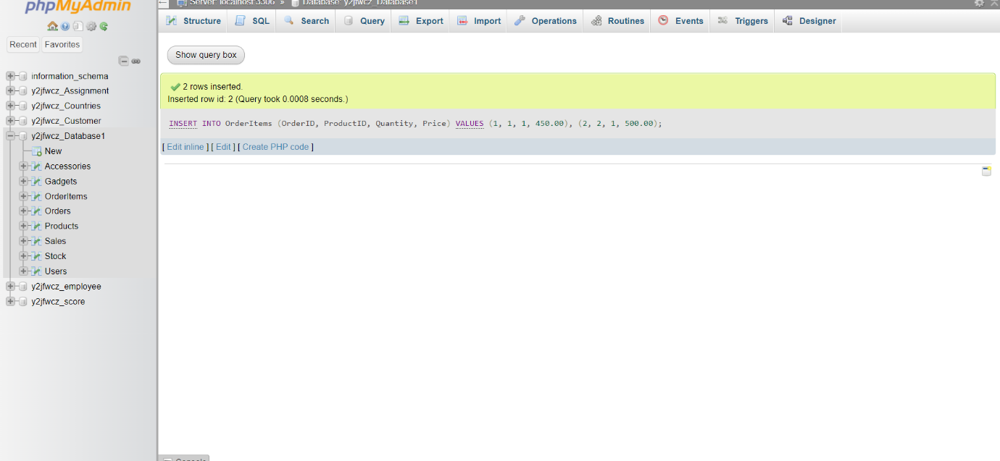 phpMyAdmin
Server: localhost:3306 » Database: y2jfwcz_Database1
Structure SQL Search Query Export Import Operations Routines Events Triggers Designer
Recent Favorites
information_schema
y2jfwcz_Assignment
y2jfwcz_Countries
y2jfwcz_Customer
y2jfwcz_Database1
New
Accessories
Gadgets
OrderItems
Orders
Products
Sales
Stock
Users
y2jfwcz_employee
y2jfwcz_score
Show query box
2 rows inserted.
Inserted row id: 2 (Query took 0.0008 seconds.)
INSERT INTO OrderItems (OrderID, ProductID, Quantity, Price) VALUES (1, 1, 1, 450.00), (2, 2, 1, 500.00);
[ Edit inline ] [ Edit ] [ Create PHP code ]
Console